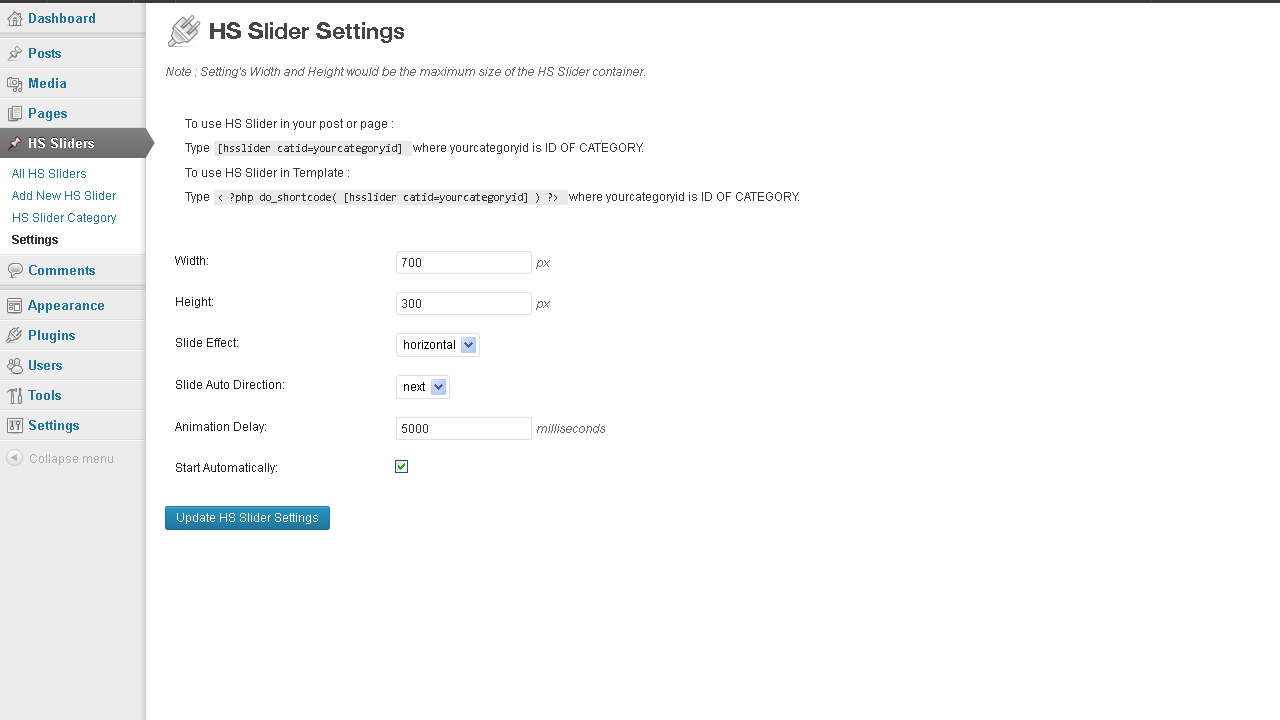 Dashboard
Posts
Media
Pages
HS Sliders
All HS Sliders
Add New HS Slider
HS Slider Category
Settings
Comments
Appearance
Plugins
Users
Tools
Settings
Collapse menu
HS Slider Settings
Note : Setting's Width and Height would be the maximum size of the HS Slider container.
To use HS Slider in your post or page :
Type [hsslider catid=yourcategoryid] where yourcategoryid is ID OF CATEGORY.
To use HS Slider in Template :
Type < ?php do_shortcode( [hsslider catid=yourcategoryid] ) ?> where yourcategoryid is ID OF CATEGORY.
Width: 700 px
Height: 300 px
Slide Effect: horizontal
Slide Auto Direction: next
Animation Delay: 5000 milliseconds
Start Automatically:
Update HS Slider Settings